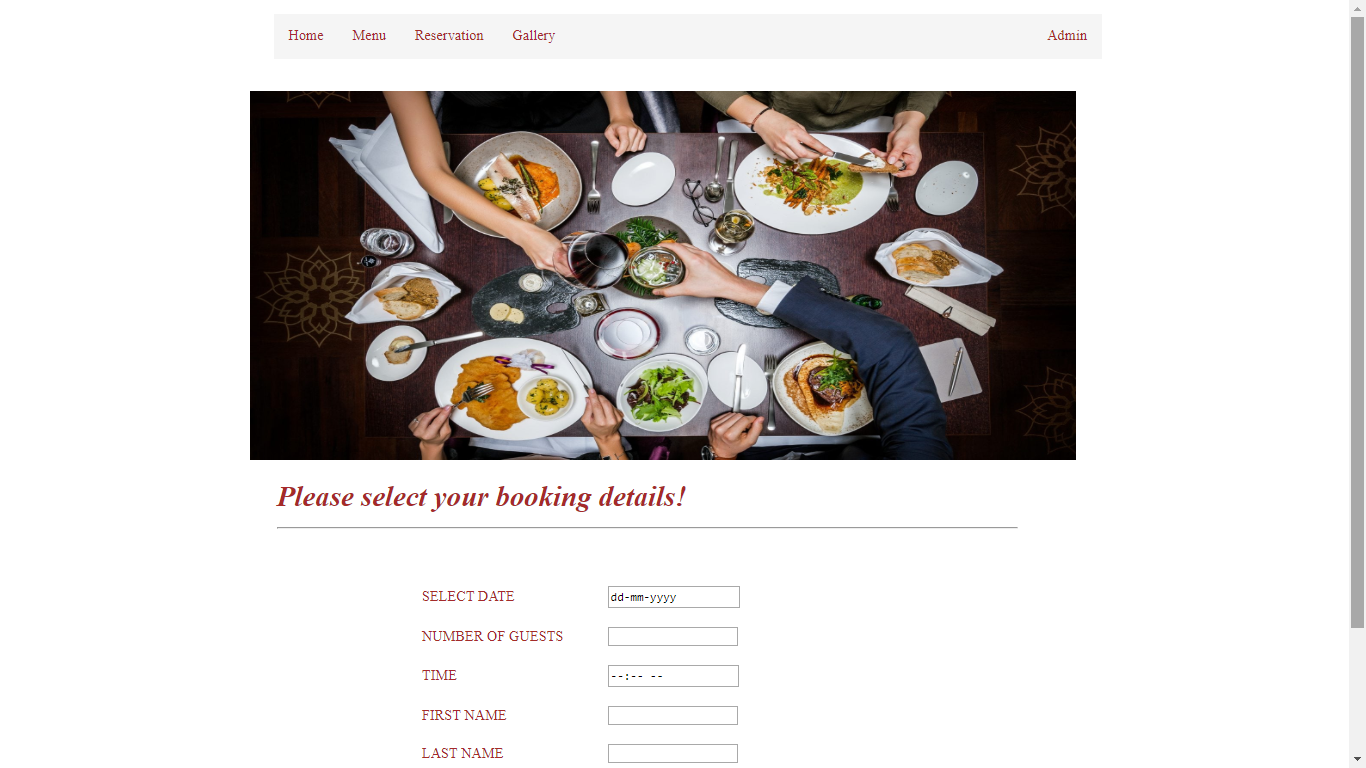 Home Menu Reservation Gallery Admin
Please select your booking details!
SELECT DATE dd-mm-yyyy
NUMBER OF GUESTS
TIME --:-- --
FIRST NAME
LAST NAME